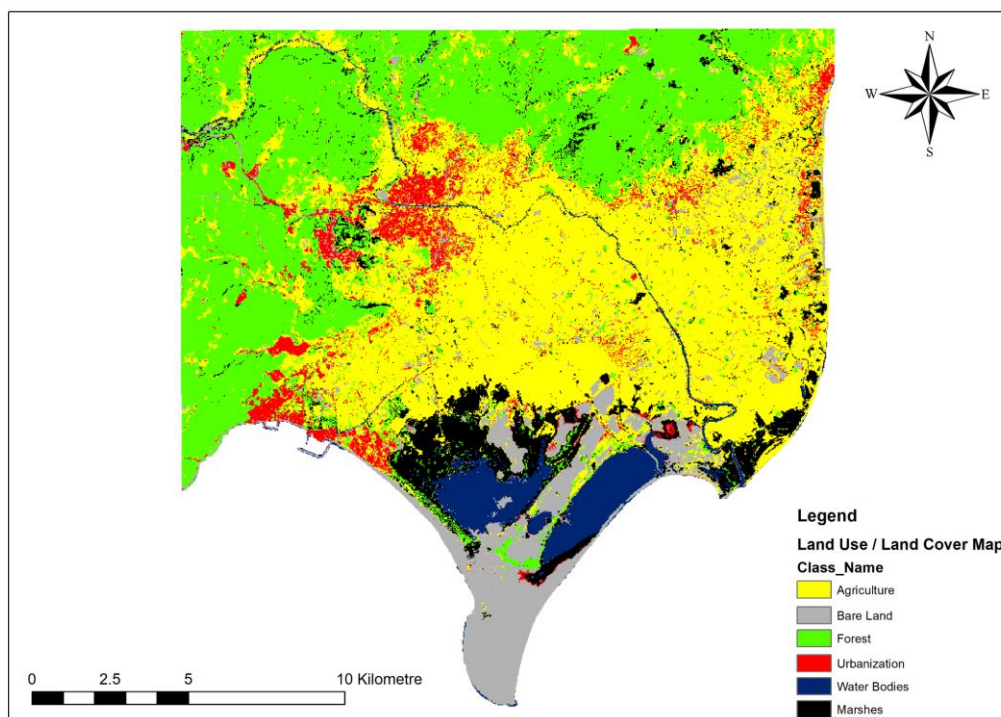 N
W E
S
Legend
Land Use / Land Cover Map
Class_Name
Agriculture
Bare Land
Forest
Urbanization
Water Bodies
Marshes
0 2.5 5 10 Kilometre